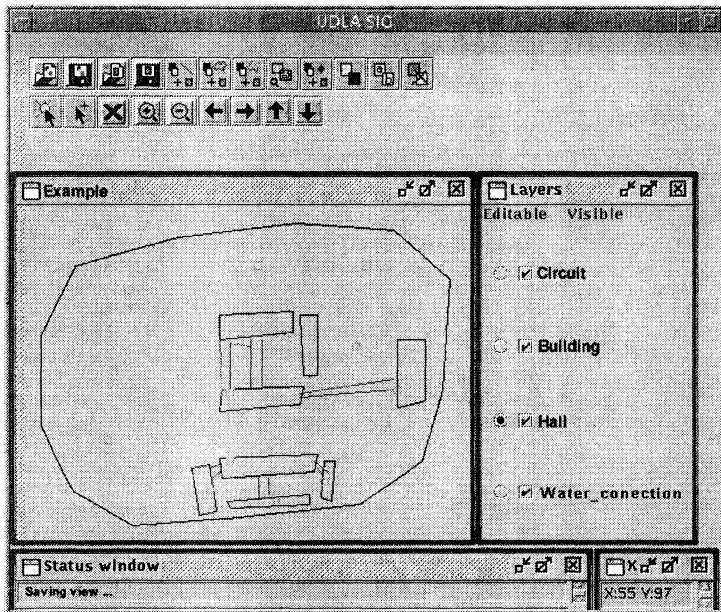 UDLA SIG
Example
Layers
Editable Visible
Circuit
Building
Hall
Water_conection
Status window
Saving view ...
X
X:55 Y:97